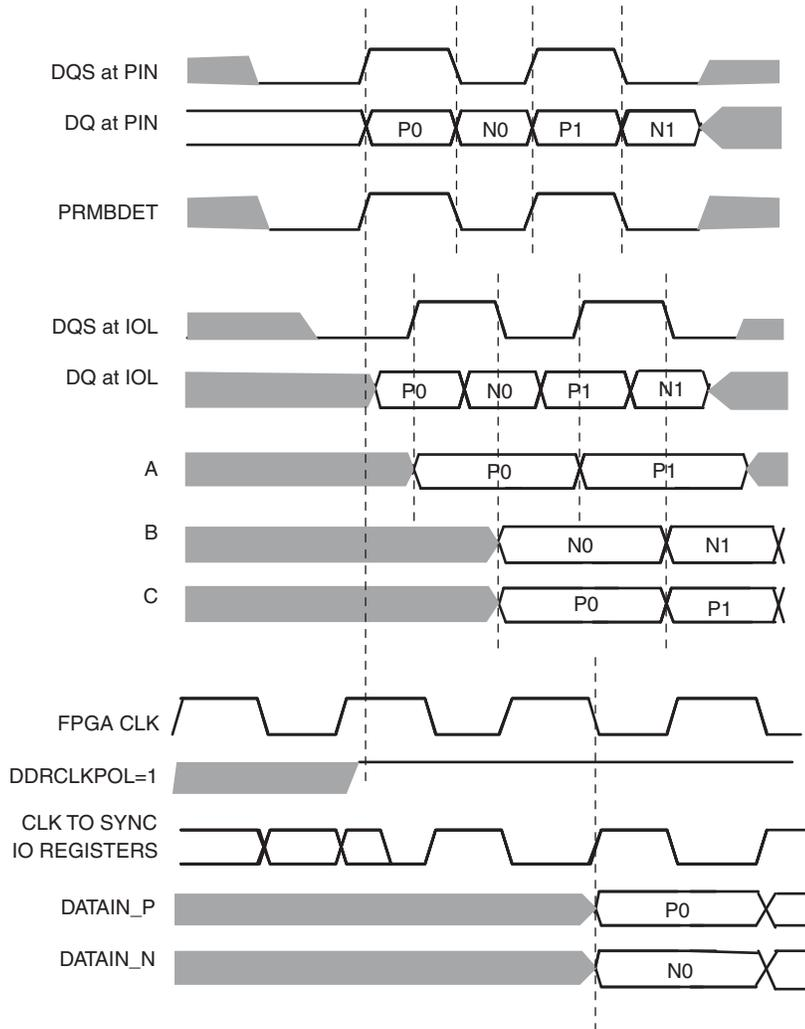 DQS at PIN
DQ at PIN P0 N0 P1 N1
PRMBDET
DQS at IOL
DQ at IOL P0 N0 P1 N1
A P0 P1
B N0 N1
C P0 P1
FPGA CLK
DDRCLKPOL=1
CLK TO SYNC
IO REGISTERS
DATAIN_P P0
DATAIN_N N0